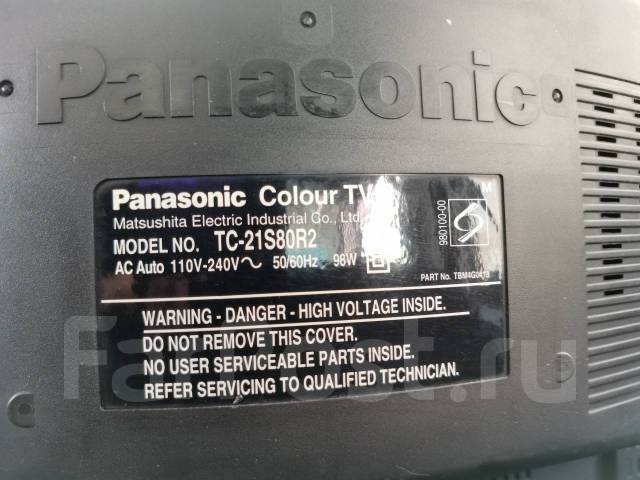 Panasonic
Panasonic Colour TV
Matsushita Electric Industrial Co., Ltd.
MODEL NO. TC-21S80R2
AC Auto 110V-240V～ 50/60Hz 98W
M
980100-00
PART No. TBM4G0413
WARNING - DANGER - HIGH VOLTAGE INSIDE.
DO NOT REMOVE THIS COVER.
NO USER SERVICEABLE PARTS INSIDE.
REFER SERVICING TO QUALIFIED TECHNICIAN.
FarPost.ru